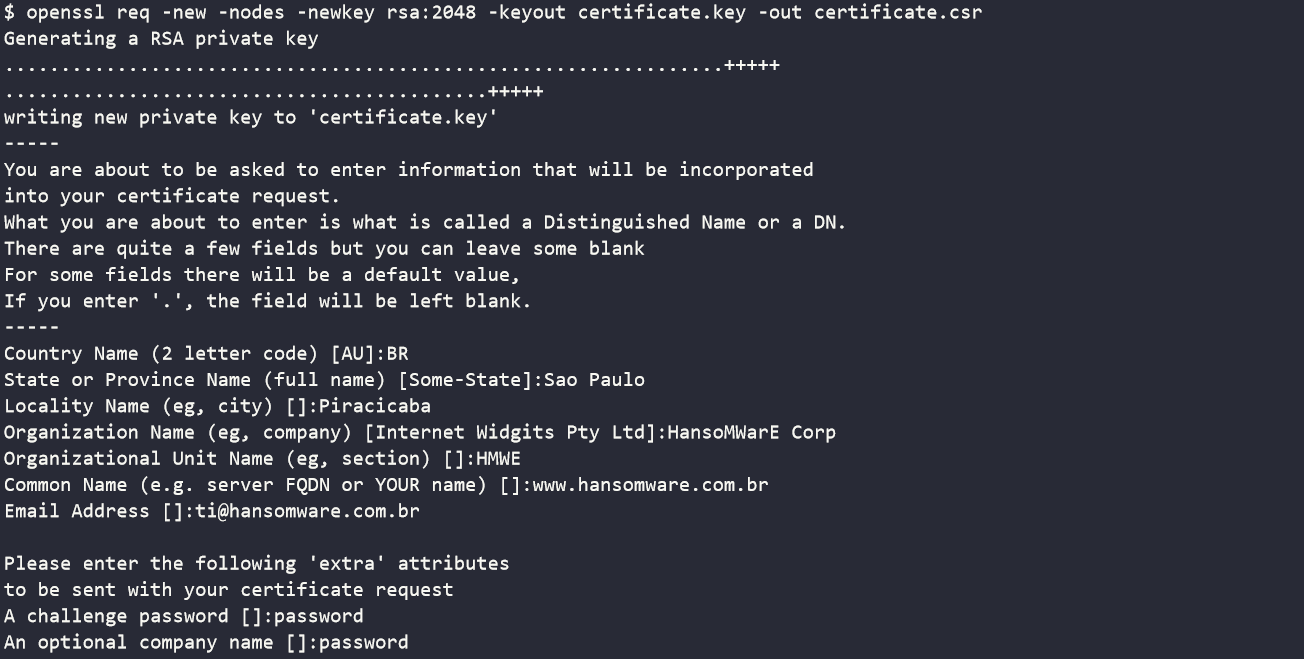 $ openssl req -new -nodes -newkey rsa:2048 -keyout certificate.key -out certificate.csr
Generating a RSA private key
................................................................+++++
...........................................+++++
writing new private key to 'certificate.key'
-----
You are about to be asked to enter information that will be incorporated
into your certificate request.
What you are about to enter is what is called a Distinguished Name or a DN.
There are quite a few fields but you can leave some blank
For some fields there will be a default value,
If you enter '.', the field will be left blank.
-----
Country Name (2 letter code) [AU]:BR
State or Province Name (full name) [Some-State]:Sao Paulo
Locality Name (eg, city) []:Piracicaba
Organization Name (eg, company) [Internet Widgits Pty Ltd]:HansoMWarE Corp
Organizational Unit Name (eg, section) []:HMWE
Common Name (e.g. server FQDN or YOUR name) []:www.hansomware.com.br
Email Address []:ti@hansomware.com.br

Please enter the following 'extra' attributes
to be sent with your certificate request
A challenge password []:password
An optional company name []:password